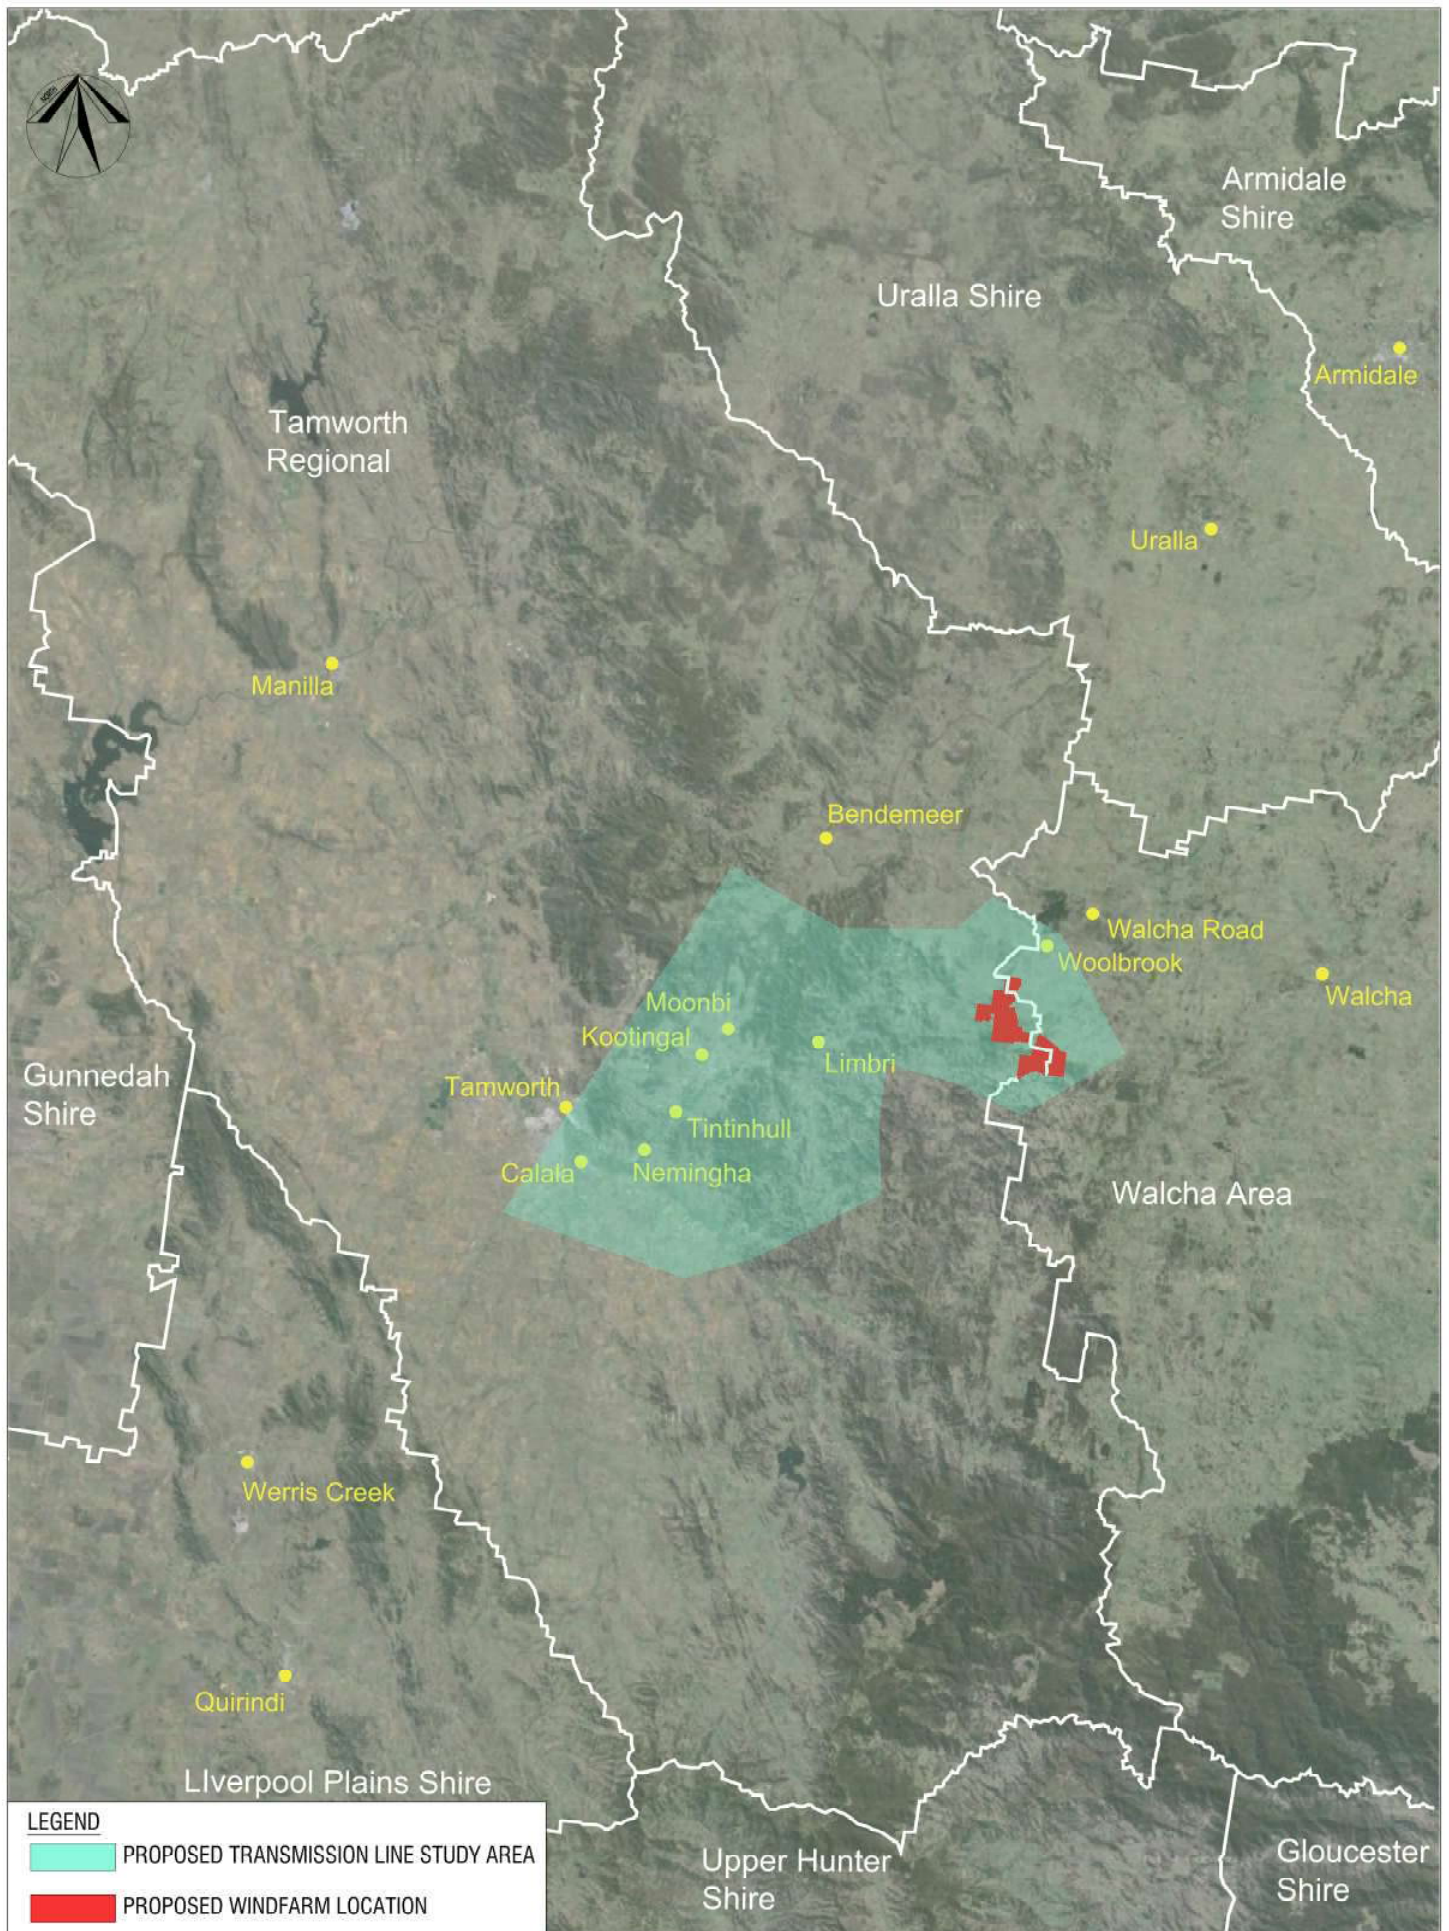 NORTH
Armidale
Shire
Uralla Shire
Armidale
Tamworth
Regional
Uralla
Manilla
Bendemeer
Walcha Road
Woolbrook
Walcha
Moonbi
Kootingal
Limbri
Gunnedah
Shire
Tamworth
Tintinhull
Calala
Nemingha
Walcha Area
Werris Creek
Quirindi
LIverpool Plains Shire
LEGEND
PROPOSED TRANSMISSION LINE STUDY AREA
PROPOSED WINDFARM LOCATION
Upper Hunter
Shire
Gloucester
Shire